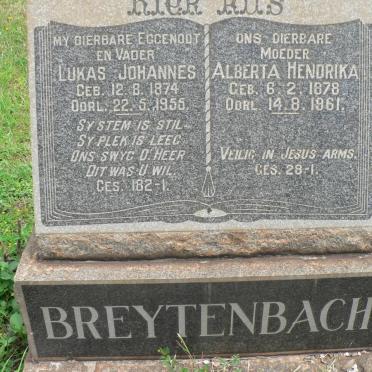 HIER RUS
MY DIERBARE EGGENOOT
EN VADER
LUKAS JOHANNES
GEB. 12.8.1874
OORL. 22.5.1955.
SY STEM IS STIL.
SY PLEK IS LEEG
ONS SWYG O! HEER
DIT WAS U WIL.
GES. 182-1.
ONS DIERBARE
MOEDER
ALBERTA HENDRIKA
GEB. 6.2.1878
OORL. 14.8.1961.
VEILIG IN JESUS ARMS.
GES. 28-1.
BREYTENBACH